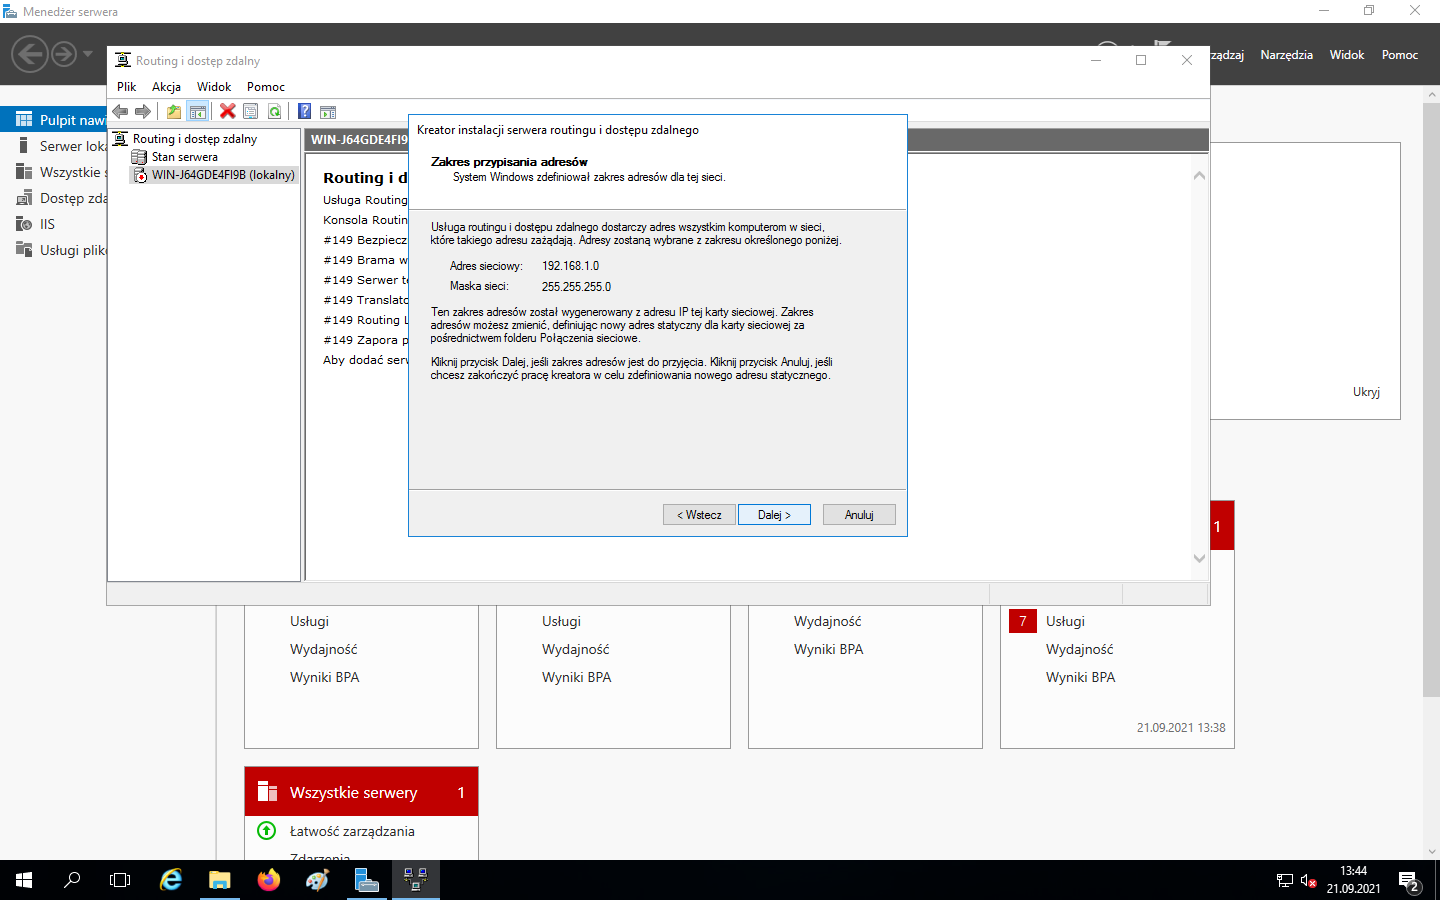 Menedżer serwera
ządzaj
Narzędzia
Widok
Pomoc
Routing i dostęp zdalny
Plik
Akcja
Widok
Pomoc
Pulpit nawi
Serwer loka
Wszystkie s
Dostęp zda
IIS
Usługi pliko
Routing i dostęp zdalny
Stan serwera
WIN-J64GDE4FI9B (lokalny)
WIN-J64GDE4FI9
Routing i d
Usługa Routing
Konsola Routin
#149 Bezpiecz
#149 Brama w
#149 Serwer te
#149 Translato
#149 Routing L
#149 Zapora p
Aby dodać serw
Kreator instalacji serwera routingu i dostępu zdalnego
Zakres przypisania adresów
System Windows zdefiniował zakres adresów dla tej sieci.
Usługa routingu i dostępu zdalnego dostarczy adres wszystkim komputerom w sieci,
które takiego adresu zażądają. Adresy zostaną wybrane z zakresu określonego poniżej.
Adres sieciowy: 192.168.1.0
Maska sieci: 255.255.255.0
Ten zakres adresów został wygenerowany z adresu IP tej karty sieciowej. Zakres
adresów możesz zmienić, definiując nowy adres statyczny dla karty sieciowej za
pośrednictwem folderu Połączenia sieciowe.
Kliknij przycisk Dalej, jeśli zakres adresów jest do przyjęcia. Kliknij przycisk Anuluj, jeśli
chcesz zakończyć pracę kreatora w celu zdefiniowania nowego adresu statycznego.
< Wstecz
Dalej >
Anuluj
Ukryj
1
Usługi
Wydajność
Wyniki BPA
Usługi
Wydajność
Wyniki BPA
Wydajność
Wyniki BPA
7 Usługi
Wydajność
Wyniki BPA
21.09.2021 13:38
Wszystkie serwery 1
Łatwość zarządzania
Zdarzenia
13:44
21.09.2021
2